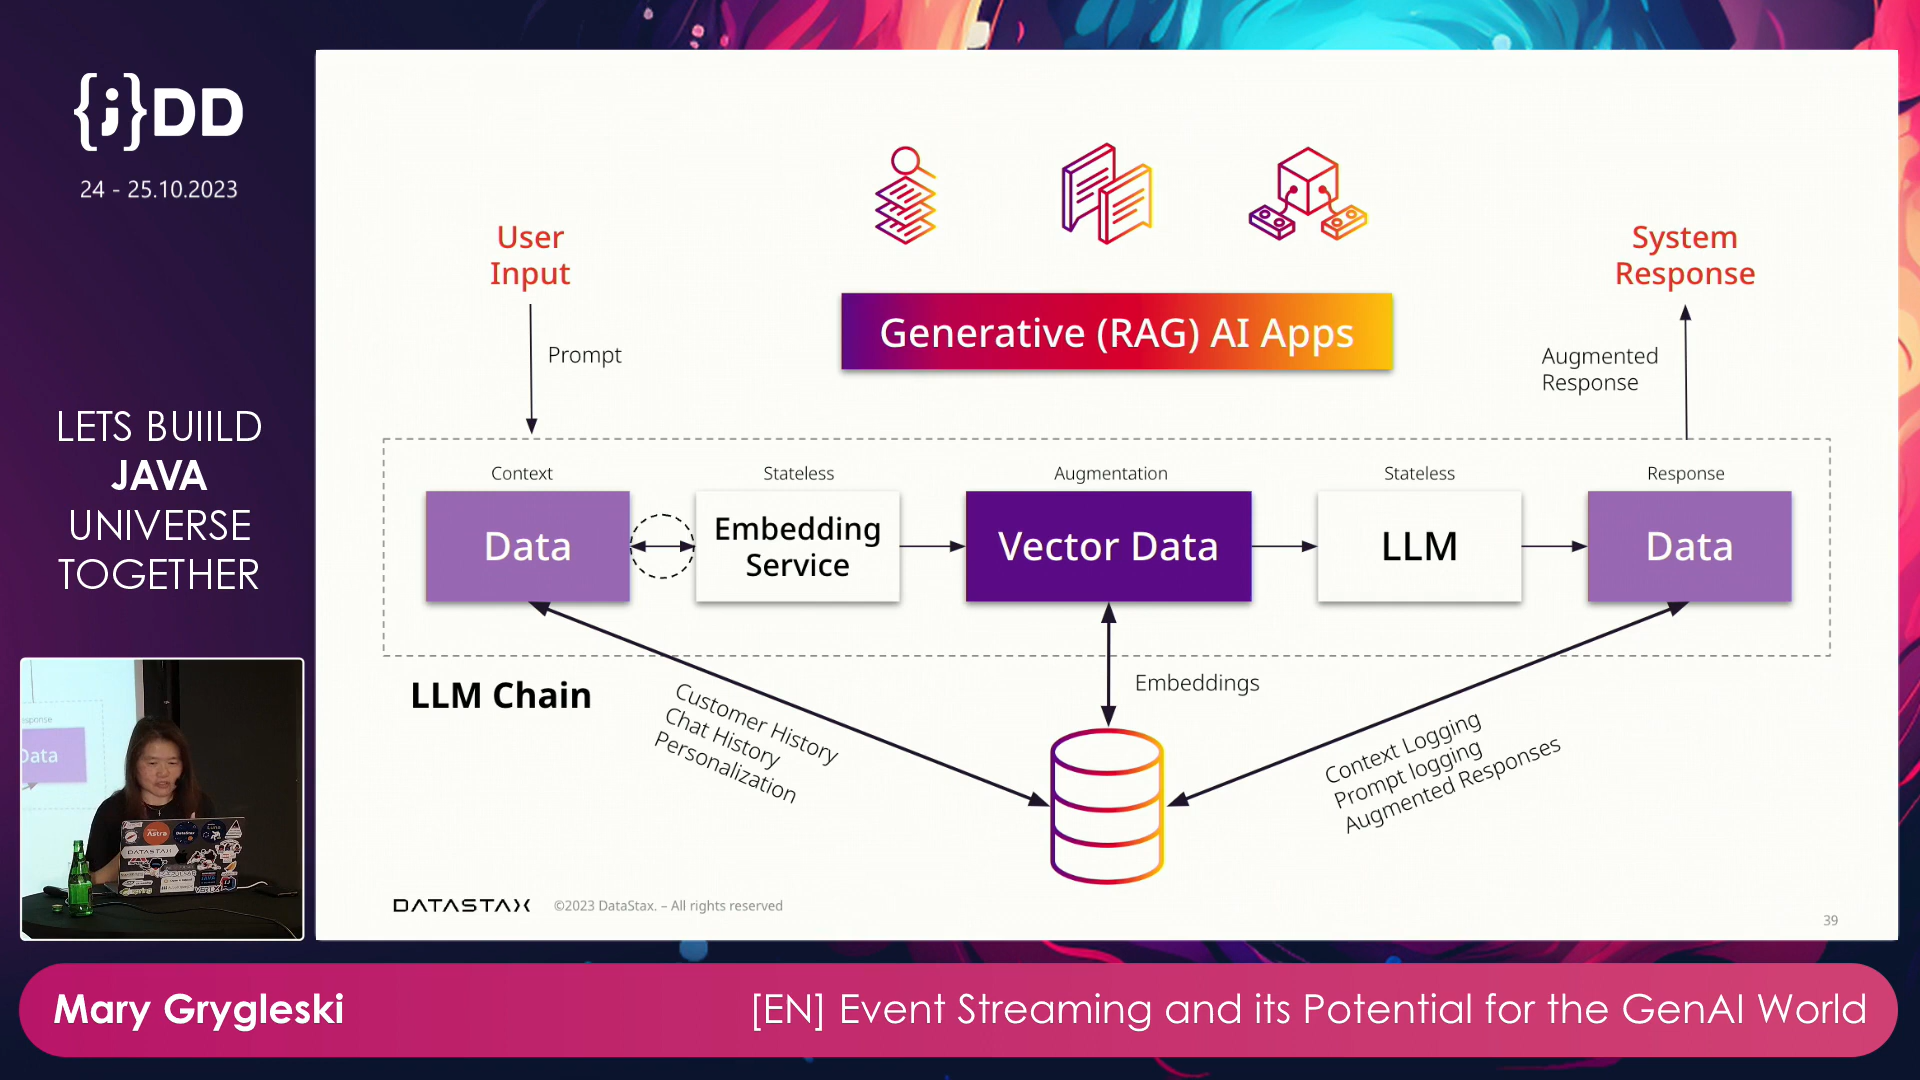 {j}DD
24 - 25.10.2023
LETS BUIILD
JAVA
UNIVERSE
TOGETHER
User
Input
Prompt
Generative (RAG) AI Apps
System
Response
Augmented
Response
Context
Stateless
Augmentation
Stateless
Response
Data
Embedding
Service
Vector Data
LLM
Data
LLM Chain
Customer History
Chat History
Personalization
Embeddings
Context Logging
Prompt logging
Augmented Responses
DATASTAX
©2023 DataStax. – All rights reserved
39
Data
Astra
DATASTAX
Mary Grygleski
[EN] Event Streaming and its Potential for the GenAI World